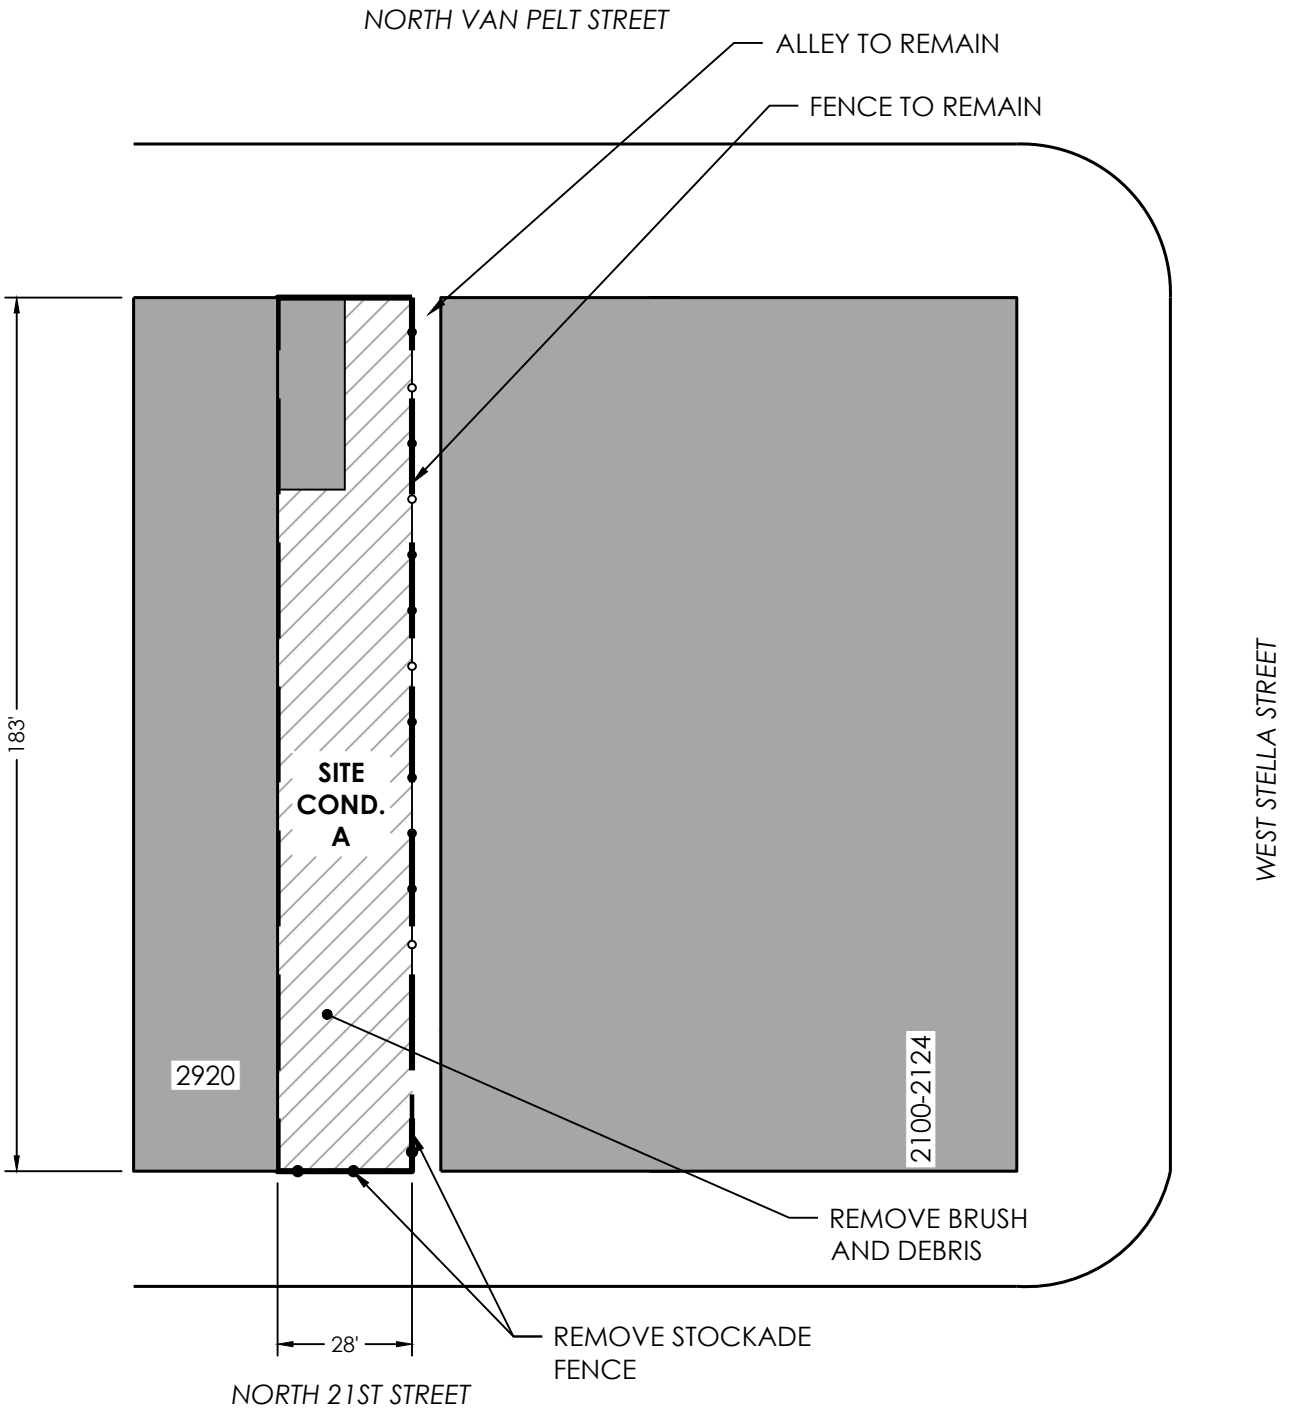 NORTH VAN PELT STREET
ALLEY TO REMAIN
FENCE TO REMAIN
WEST STELLA STREET
183'
SITE
COND.
A
2920
2100-2124
REMOVE BRUSH
AND DEBRIS
REMOVE STOCKADE
FENCE
28'
NORTH 21ST STREET